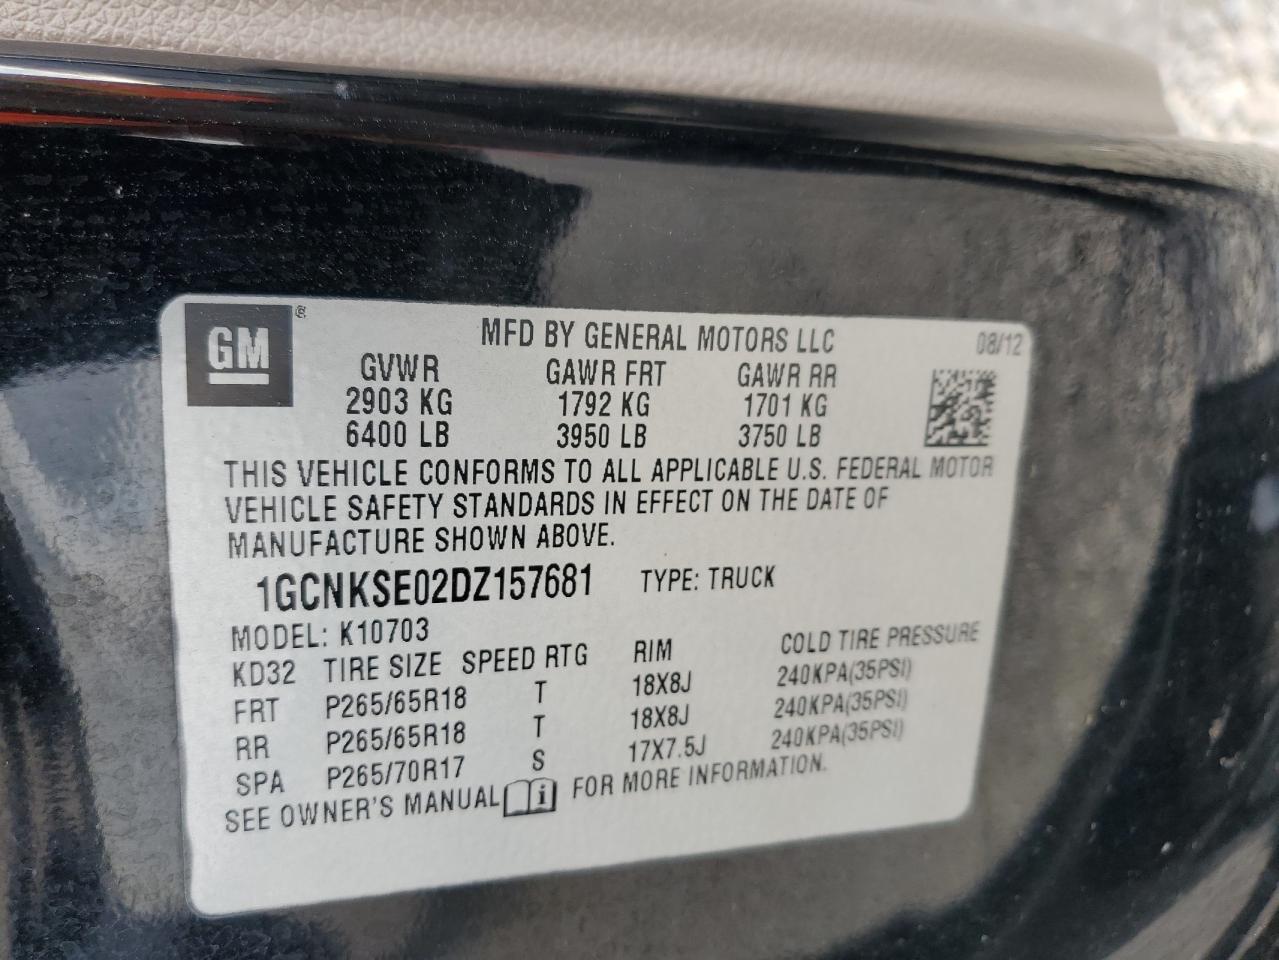 GM ®
MFD BY GENERAL MOTORS LLC 08/12
GVWR GAWR FRT GAWR RR
2903 KG 1792 KG 1701 KG
6400 LB 3950 LB 3750 LB
THIS VEHICLE CONFORMS TO ALL APPLICABLE U.S. FEDERAL MOTOR
VEHICLE SAFETY STANDARDS IN EFFECT ON THE DATE OF
MANUFACTURE SHOWN ABOVE.
1GCNKSE02DZ157681 TYPE: TRUCK
MODEL: K10703
KD32 TIRE SIZE SPEED RTG RIM COLD TIRE PRESSURE
FRT P265/65R18 T 18X8J 240KPA(35PSI)
RR P265/65R18 T 18X8J 240KPA(35PSI)
SPA P265/70R17 S 17X7.5J 240KPA(35PSI)
SEE OWNER'S MANUAL i FOR MORE INFORMATION.